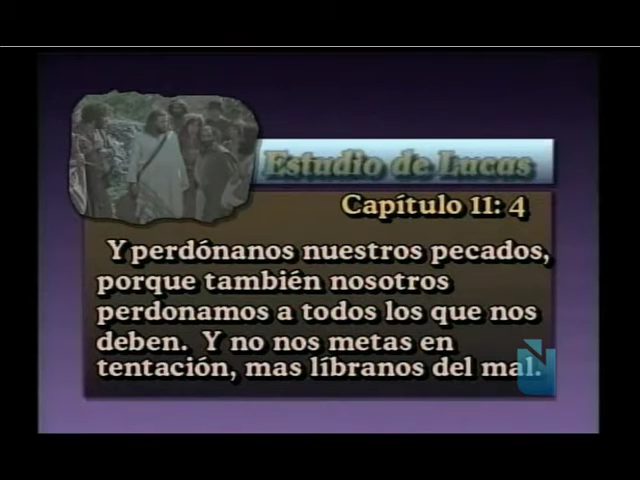 Estudio de Lucas
Capítulo 11: 4
Y perdónanos nuestros pecados,
porque también nosotros
perdonamos a todos los que nos
deben. Y no nos metas en
tentación, mas líbranos del mal.